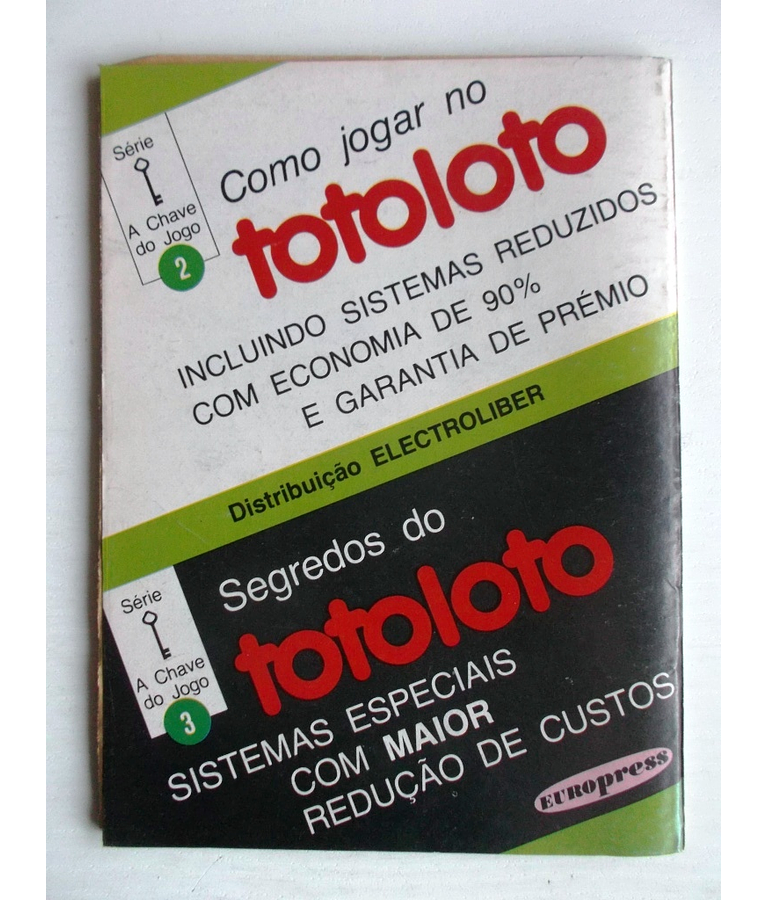 Série
A Chave
do Jogo
2
Como jogar no
totoloto
INCLUINDO SISTEMAS REDUZIDOS
COM ECONOMIA DE 90%
E GARANTIA DE PRÉMIO
Distribuição ELECTROLIBER
Série
A Chave
do Jogo
3
Segredos do
totoloto
SISTEMAS ESPECIAIS
COM MAIOR
REDUÇÃO DE CUSTOS
EUROpress